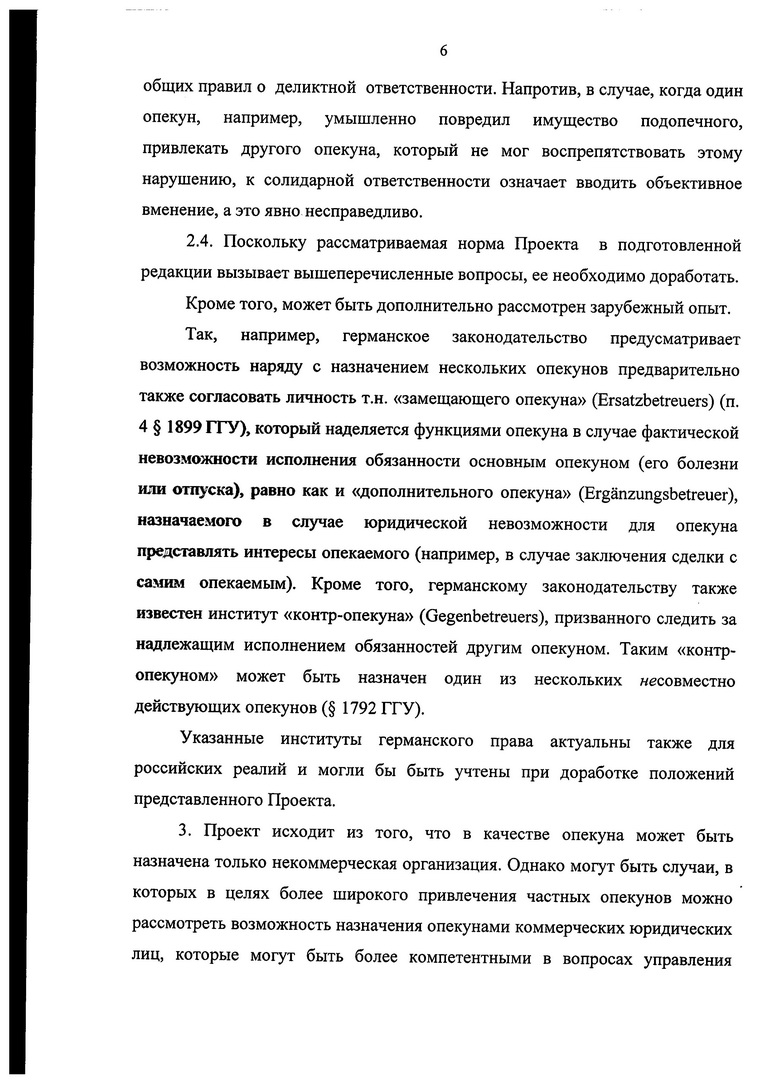 6
общих правил о деликтной ответственности. Напротив, в случае, когда один
опекун, например, умышленно повредил имущество подопечного,
привлекать другого опекуна, который не мог воспрепятствовать этому
нарушению, к солидарной ответственности означает вводить объективное
вменение, а это явно несправедливо.
2.4. Поскольку рассматриваемая норма Проекта в подготовленной
редакции вызывает вышеперечисленные вопросы, ее необходимо доработать.
Кроме того, может быть дополнительно рассмотрен зарубежный опыт.
Так, например, германское законодательство предусматривает
возможность наряду с назначением нескольких опекунов предварительно
также согласовать личность т.н. «замещающего опекуна» (Ersatzbetreuers) (п.
4 § 1899 ГГУ), который наделяется функциями опекуна в случае фактической
невозможности исполнения обязанности основным опекуном (его болезни
или отпуска), равно как и «дополнительного опекуна» (Ergänzungsbetreuer),
назначаемого в случае юридической невозможности для опекуна
представлять интересы опекаемого (например, в случае заключения сделки с
самим опекаемым). Кроме того, германскому законодательству также
известен институт «контр-опекуна» (Gegenbetreuers), призванного следить за
надлежащим исполнением обязанностей другим опекуном. Таким «контр-
опекуном» может быть назначен один из нескольких несовместно
действующих опекунов (§ 1792 ГГУ).
Указанные институты германского права актуальны также для
российских реалий и могли бы быть учтены при доработке положений
представленного Проекта.
3. Проект исходит из того, что в качестве опекуна может быть
назначена только некоммерческая организация. Однако могут быть случаи, в
которых в целях более широкого привлечения частных опекунов можно
рассмотреть возможность назначения опекунами коммерческих юридических
лиц, которые могут быть более компетентными в вопросах управления